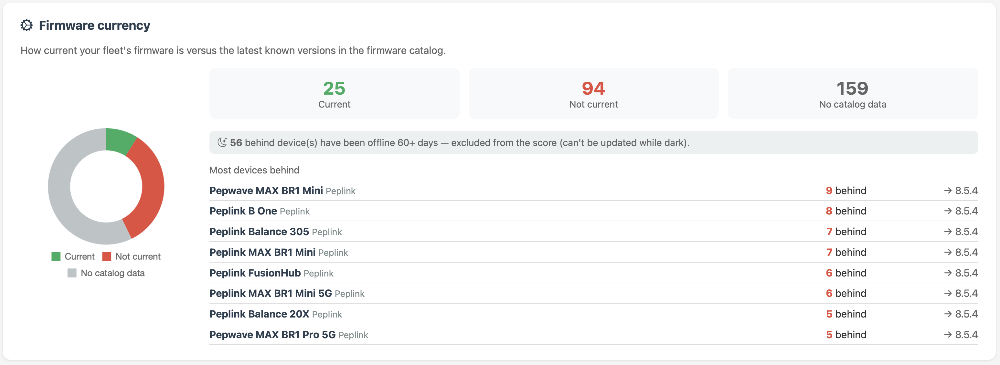 Firmware currency
How current your fleet's firmware is versus the latest known versions in the firmware catalog.
25
Current
94
Not current
159
No catalog data
56 behind device(s) have been offline 60+ days — excluded from the score (can't be updated while dark).
Current Not current
No catalog data
Most devices behind
Pepwave MAX BR1 Mini Peplink 9 behind → 8.5.4
Peplink B One Peplink 8 behind → 8.5.4
Peplink Balance 305 Peplink 7 behind → 8.5.4
Peplink MAX BR1 Mini Peplink 7 behind → 8.5.4
Peplink FusionHub Peplink 6 behind → 8.5.4
Peplink MAX BR1 Mini 5G Peplink 6 behind → 8.5.4
Peplink Balance 20X Peplink 5 behind → 8.5.4
Pepwave MAX BR1 Pro 5G Peplink 5 behind → 8.5.4